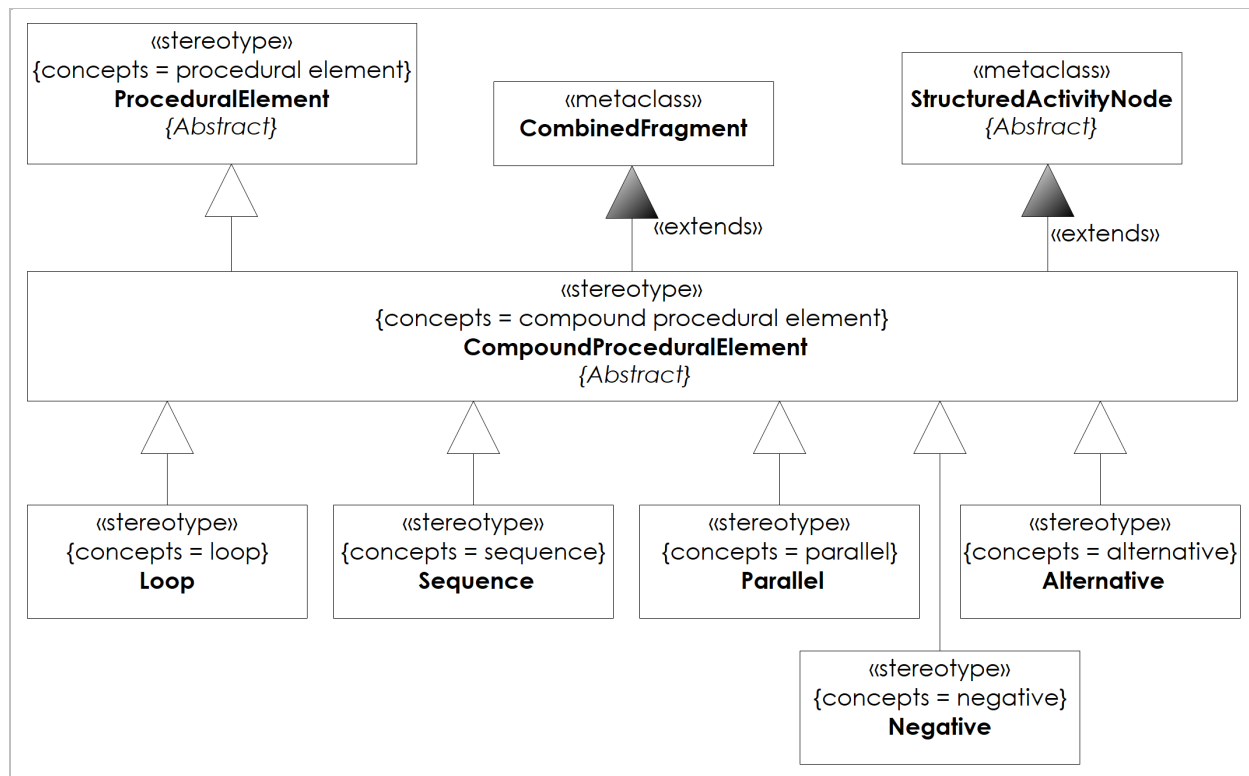 «stereotype»
{concepts = procedural element}
ProceduralElement
{Abstract}
«metaclass»
CombinedFragment
«metaclass»
StructuredActivityNode
{Abstract}
«extends»
«extends»
«stereotype»
{concepts = compound procedural element}
CompoundProceduralElement
{Abstract}
«stereotype»
{concepts = loop}
Loop
«stereotype»
{concepts = sequence}
Sequence
«stereotype»
{concepts = parallel}
Parallel
«stereotype»
{concepts = alternative}
Alternative
«stereotype»
{concepts = negative}
Negative